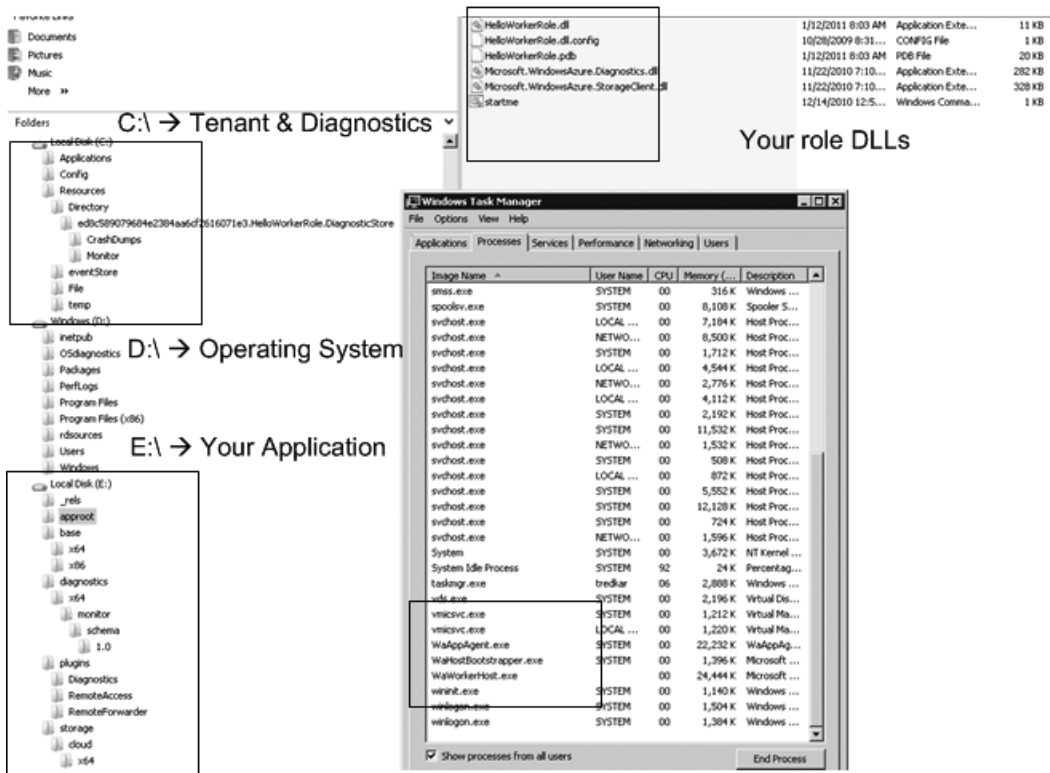 Favorite Links
Documents
Pictures
Music
More »
Folders
C:\ → Tenant & Diagnostics
Local Disk (C:)
Applications
Config
Resources
Directory
ed8c589079684e2384aa6cf2616071e3.HelloWorkerRole.DiagnosticStore
CrashDumps
Monitor
eventStore
File
temp
Windows (D:)
inetpub
OSdiagnostics
D:\ → Operating System
Packages
PerfLogs
Program Files
Program Files (x86)
rdsources
Users
E:\ → Your Application
Windows
Local Disk (E:)
_rels
approot
base
x64
x86
diagnostics
x64
monitor
schema
1.0
plugins
Diagnostics
RemoteAccess
RemoteForwarder
storage
cloud
x64
HelloWorkerRole.dll 1/12/2011 8:03 AM Application Exte... 11 KB
HelloWorkerRole.dll.config 10/28/2009 8:31... CONFIG File 1 KB
HelloWorkerRole.pdb 1/12/2011 8:03 AM PDB File 20 KB
Microsoft.WindowsAzure.Diagnostics.dll 11/22/2010 7:10... Application Exte... 282 KB
Microsoft.WindowsAzure.StorageClient.dll 11/22/2010 7:10... Application Exte... 328 KB
startme 12/14/2010 12:5... Windows Comma... 1 KB
Your role DLLs
Windows Task Manager
File Options View Help
Applications Processes Services Performance Networking Users
Image Name User Name CPU Memory (... Description
smss.exe SYSTEM 00 316 K Windows ...
spoolsv.exe SYSTEM 00 8,108 K Spooler S...
svchost.exe LOCAL ... 00 7,184 K Host Proc...
svchost.exe NETWO... 00 8,500 K Host Proc...
svchost.exe SYSTEM 00 1,712 K Host Proc...
svchost.exe LOCAL ... 00 4,544 K Host Proc...
svchost.exe NETWO... 00 2,776 K Host Proc...
svchost.exe LOCAL ... 00 4,112 K Host Proc...
svchost.exe SYSTEM 00 2,192 K Host Proc...
svchost.exe SYSTEM 00 11,532 K Host Proc...
svchost.exe NETWO... 00 1,532 K Host Proc...
svchost.exe SYSTEM 00 508 K Host Proc...
svchost.exe LOCAL ... 00 872 K Host Proc...
svchost.exe SYSTEM 00 5,552 K Host Proc...
svchost.exe SYSTEM 00 12,128 K Host Proc...
svchost.exe SYSTEM 00 724 K Host Proc...
svchost.exe NETWO... 00 1,596 K Host Proc...
System SYSTEM 00 3,672 K NT Kernel ...
System Idle Process SYSTEM 92 24 K Percentag...
taskmgr.exe tredkar 06 2,888 K Windows ...
vds.exe SYSTEM 00 2,196 K Virtual Dis...
vmicsvc.exe SYSTEM 00 1,212 K Virtual Ma...
vmicsvc.exe LOCAL ... 00 1,220 K Virtual Ma...
WaAppAgent.exe SYSTEM 00 22,232 K WaAppAg...
WaHostBootstrapper.exe SYSTEM 00 1,396 K Microsoft ...
WaWorkerHost.exe 00 24,444 K Microsoft ...
wininit.exe SYSTEM 00 1,140 K Windows ...
winlogon.exe SYSTEM 00 1,504 K Windows ...
winlogon.exe SYSTEM 00 1,384 K Windows ...
Show processes from all users
End Process